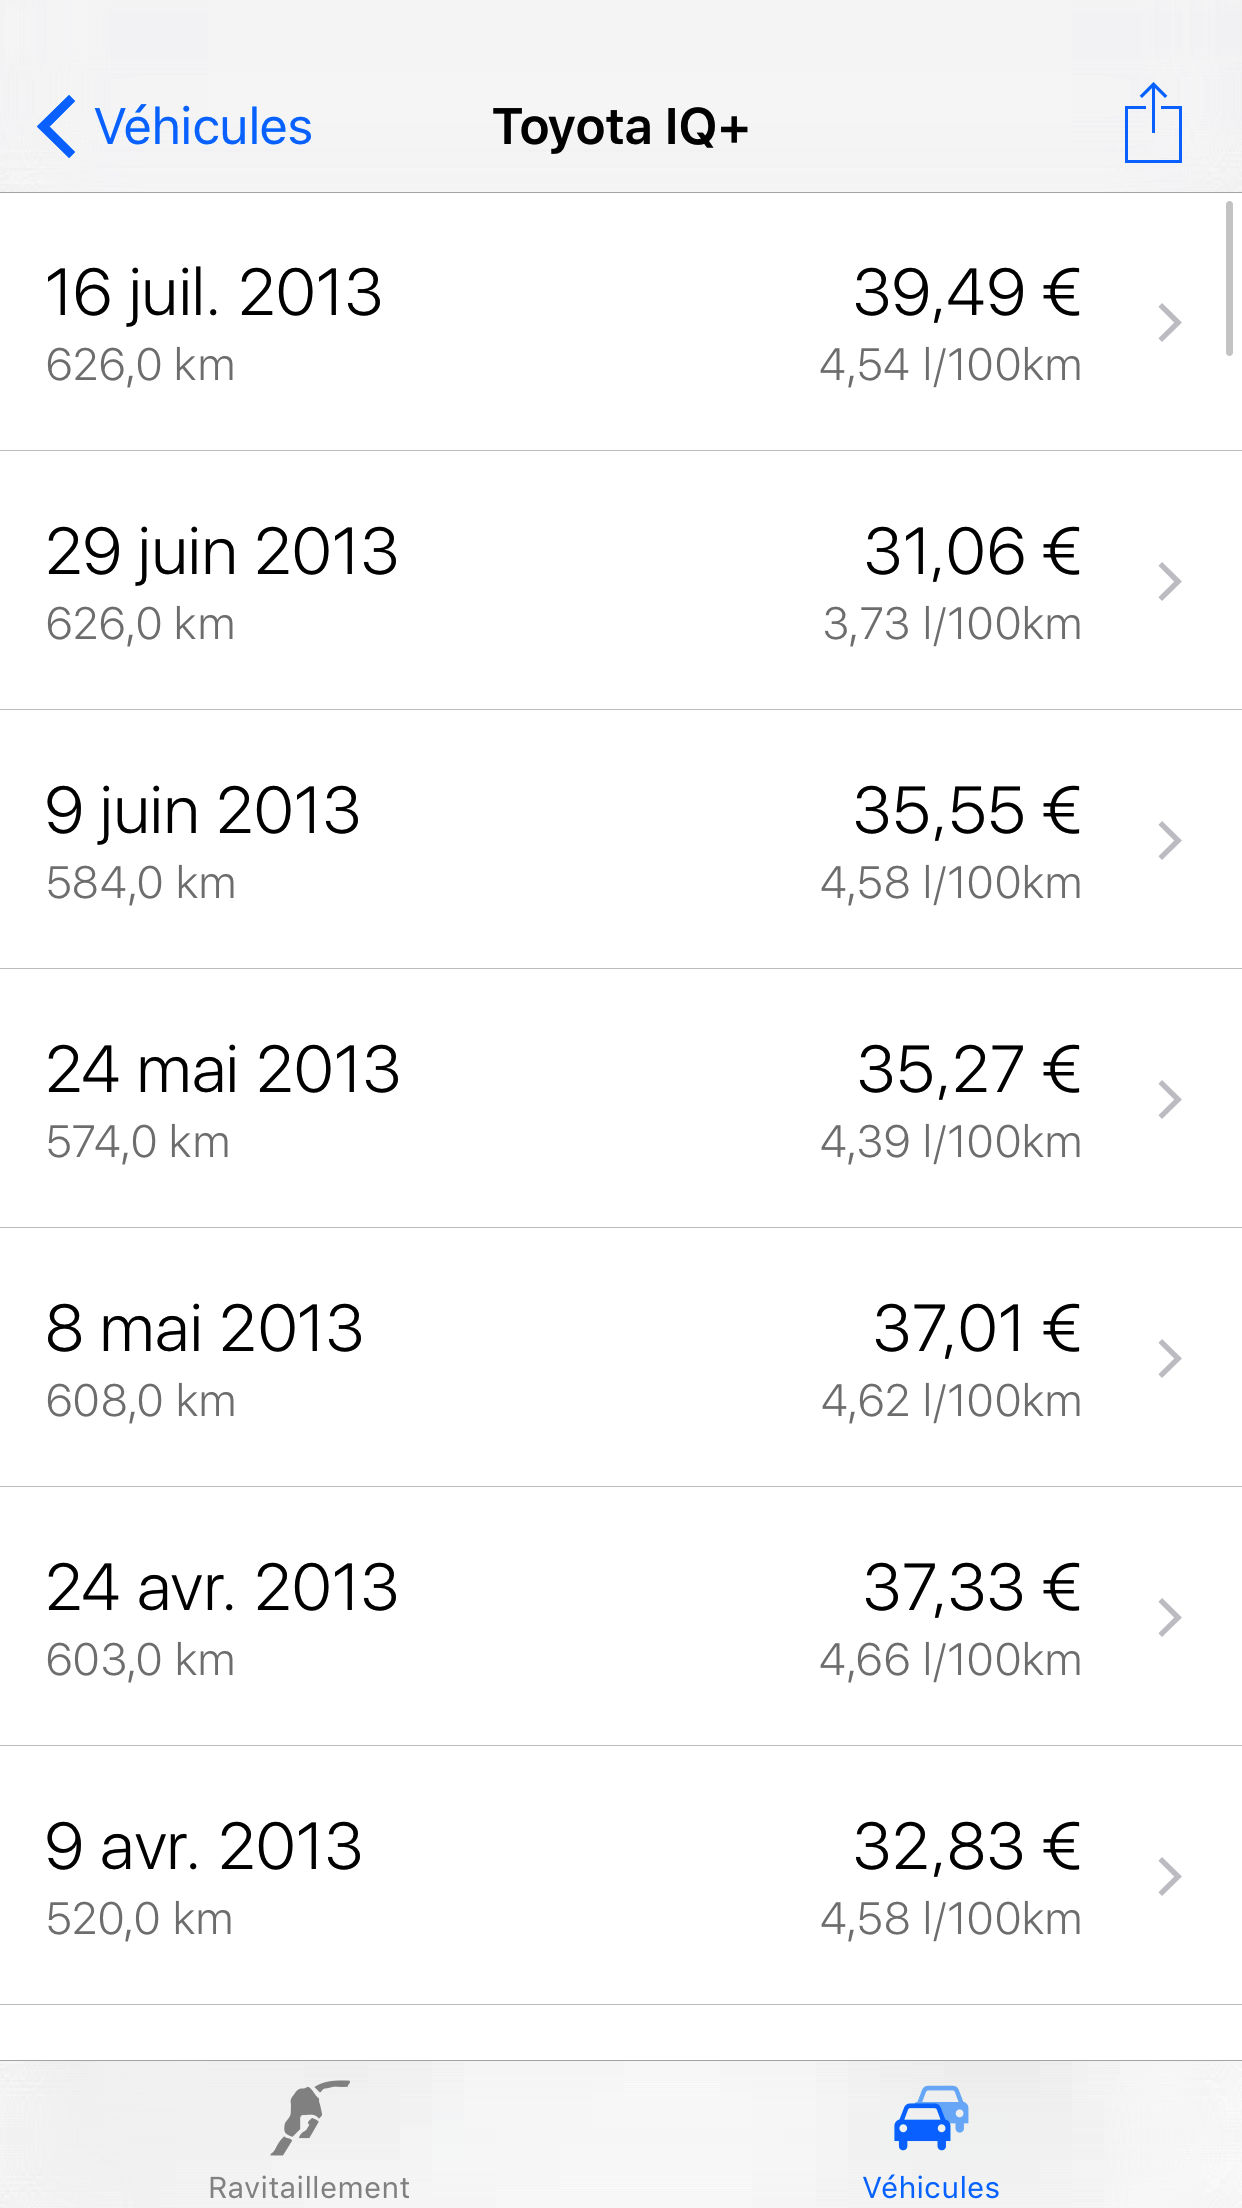 Véhicules
Toyota IQ+
16 juil. 2013
39,49 €
626,0 km
4,54 l/100km
29 juin 2013
31,06 €
626,0 km
3,73 l/100km
9 juin 2013
35,55 €
584,0 km
4,58 l/100km
24 mai 2013
35,27 €
574,0 km
4,39 l/100km
8 mai 2013
37,01 €
608,0 km
4,62 l/100km
24 avr. 2013
37,33 €
603,0 km
4,66 l/100km
9 avr. 2013
32,83 €
520,0 km
4,58 l/100km
Ravitaillement
Véhicules